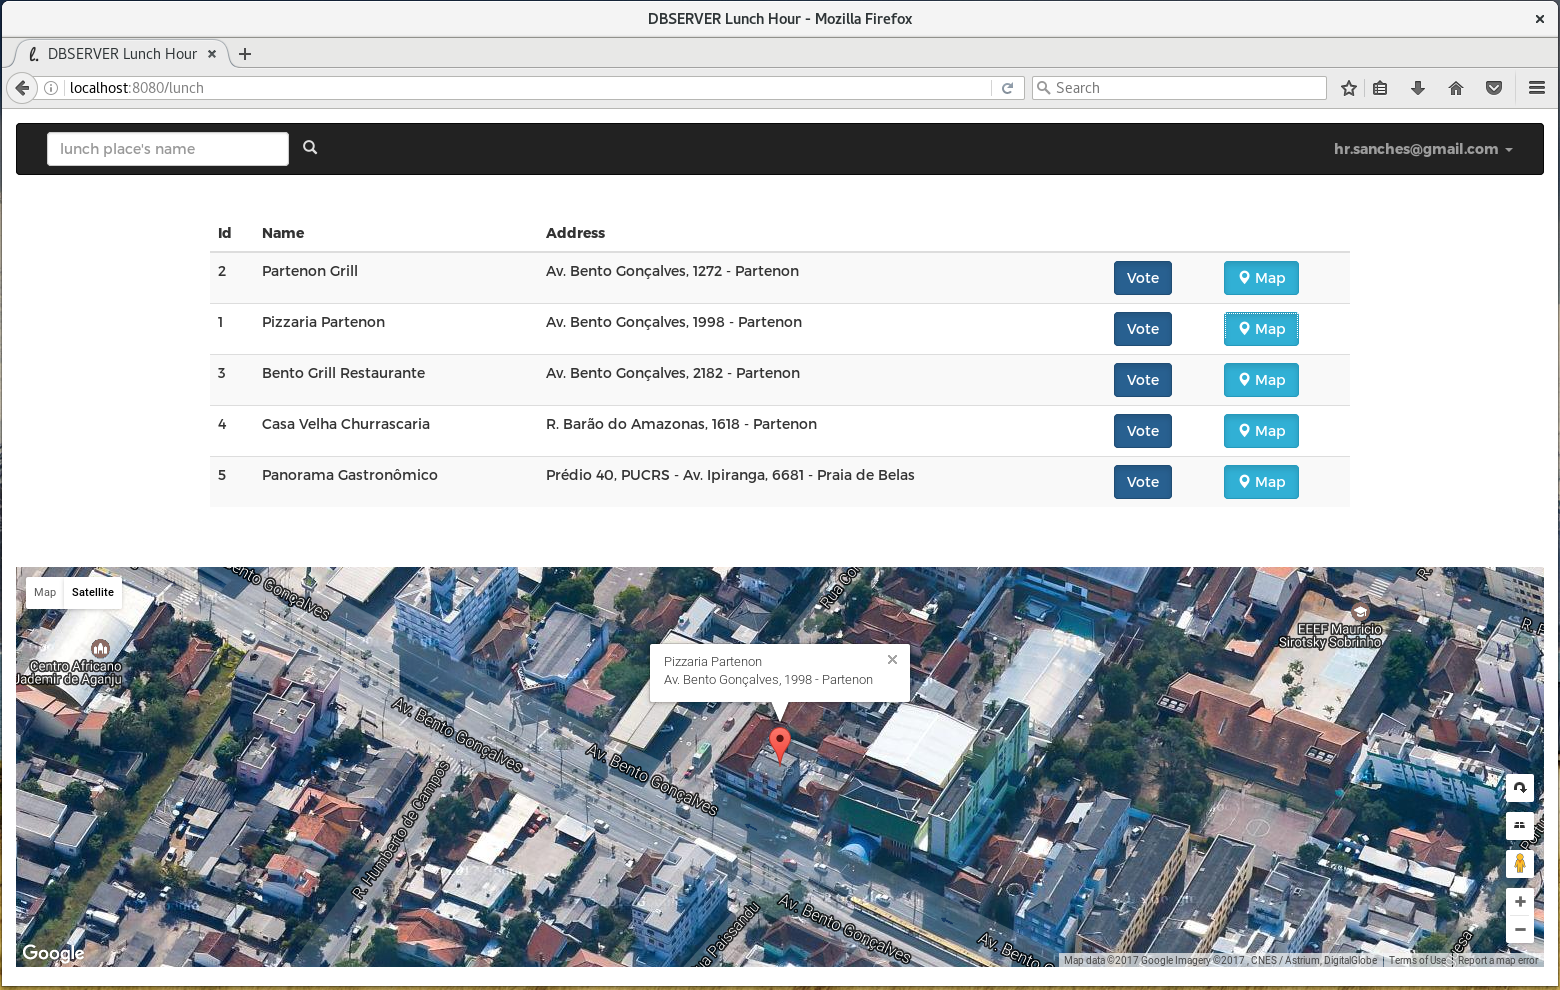 DBSERVER Lunch Hour - Mozilla Firefox
DBSERVER Lunch Hour
localhost:8080/lunch
Search
lunch place's name
hr.sanches@gmail.com
Id Name Address
2 Partenon Grill Av. Bento Gonçalves, 1272 - Partenon Vote Map
1 Pizzaria Partenon Av. Bento Gonçalves, 1998 - Partenon Vote Map
3 Bento Grill Restaurante Av. Bento Gonçalves, 2182 - Partenon Vote Map
4 Casa Velha Churrascaria R. Barão do Amazonas, 1618 - Partenon Vote Map
5 Panorama Gastronômico Prédio 40, PUCRS - Av. Ipiranga, 6681 - Praia de Belas Vote Map
Map Satellite
Bento Gonçalves
Rua
EEEF Mauricio
Sirotsky Sobrinho
Centro Africano
Jademir de Aganju
Pizzaria Partenon
Av. Bento Gonçalves, 1998 - Partenon
Av. Bento Gonçalves
Av. Bento Gonçalves
R. Humberto de Campos
Paissandu
Av. Bento Gonçalves
Av. Bento
Google
Map data ©2017 Google Imagery ©2017 , CNES / Astrium, DigitalGlobe
Terms of Use
Report a map error